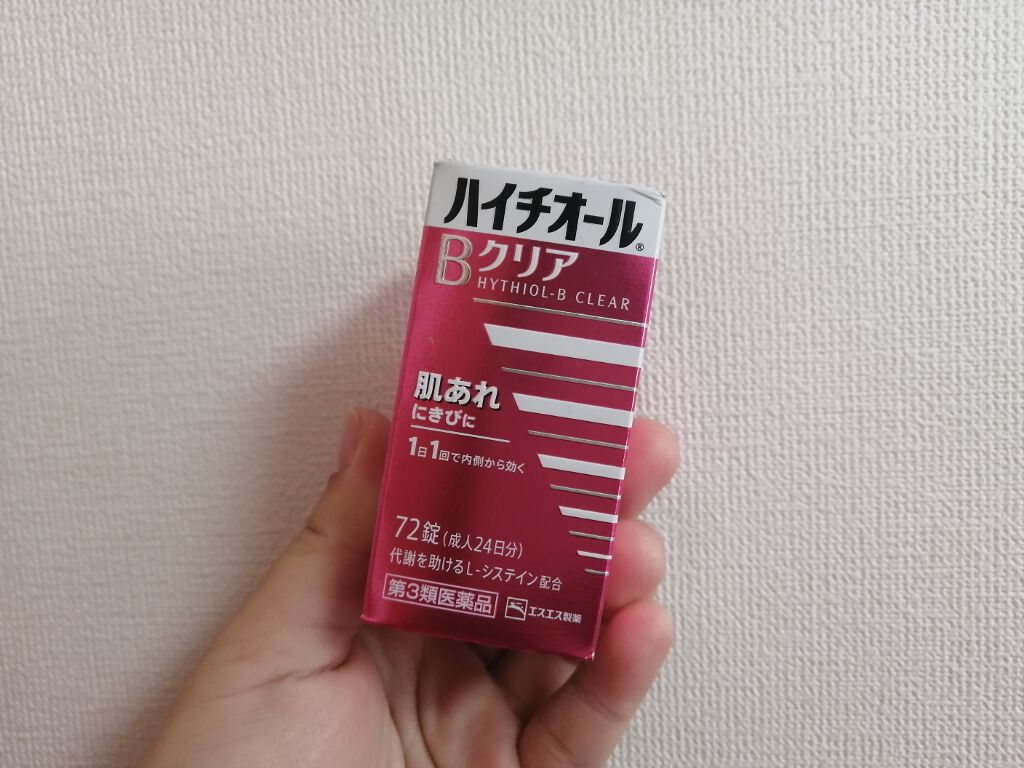 ハイチオール®
Bクリア
HYTHIOL-B CLEAR
肌あれ
にきびに
1日1回で内側から効く
72錠(成人24日分)
代謝を助けるL-システイン配合
第3類医薬品 エスエス製薬